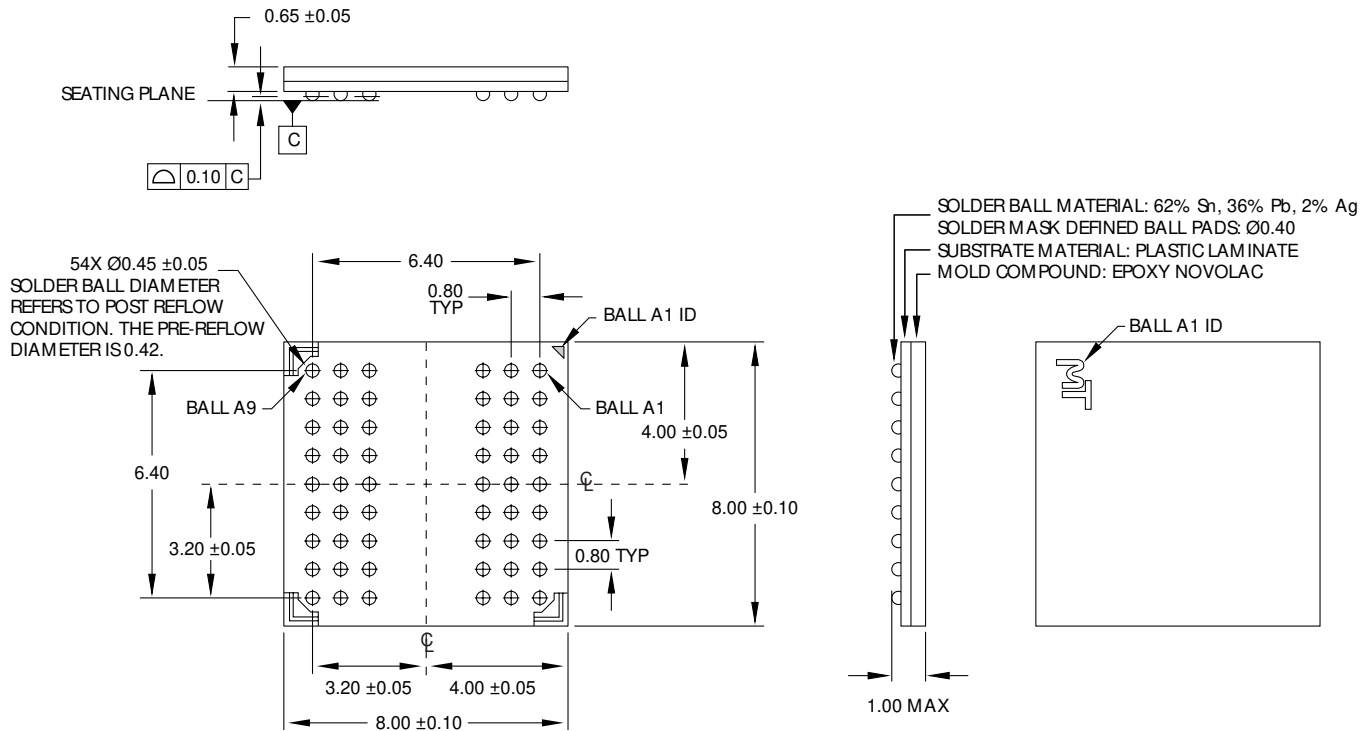 0.65 ±0.05
SEATING PLANE
C
0.10 C
54X Ø0.45 ±0.05
SOLDER BALL DIAMETER
REFERS TO POST REFLOW
CONDITION. THE PRE-REFLOW
DIAMETER IS 0.42.
6.40
0.80
TYP
BALL A1 ID
BALL A9
BALL A1
4.00 ±0.05
6.40
℄
8.00 ±0.10
3.20 ±0.05
0.80 TYP
℄
3.20 ±0.05
4.00 ±0.05
8.00 ±0.10
SOLDER BALL MATERIAL: 62% Sn, 36% Pb, 2% Ag
SOLDER MASK DEFINED BALL PADS: Ø0.40
SUBSTRATE MATERIAL: PLASTIC LAMINATE
MOLD COMPOUND: EPOXY NOVOLAC
BALL A1 ID
MT
1.00 MAX